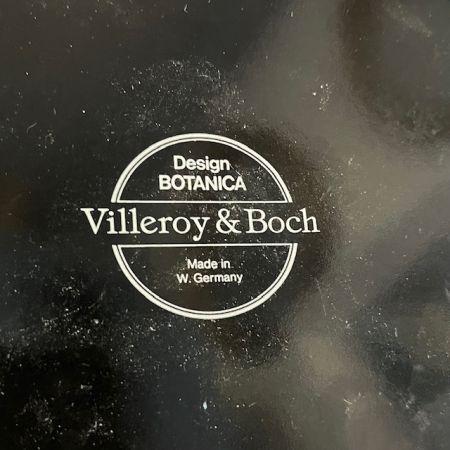 Design
BOTANICA
Villeroy & Boch
Made in
W. Germany